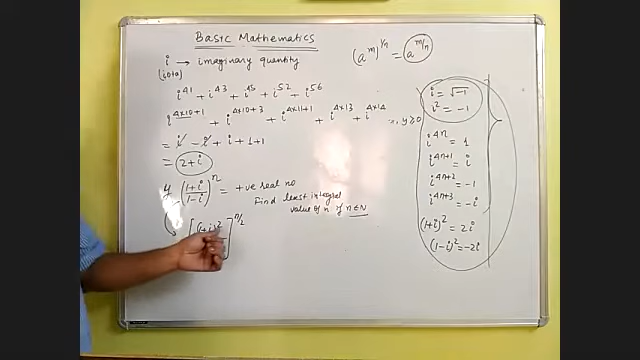 Basic Mathematics
i → imaginary quantity
(iota)
(a^m)^1/n = a^m/n
i^41 + i^43 + i^45 + i^52 + i^56
i^4×10+1 + i^4×10+3 + i^4×11+1 + i^4×13 + i^4×14
= i - i + i + 1 + 1
= 2+i
If (1+i / 1-i)^n = +ve real no
Find least integral
value of n if n∈N
[(1+i)^2 ]^n/2
i = √-1
i^2 = -1
i^4n = 1
i^4n+1 = i
i^4n+2 = -1
i^4n+3 = -i
(1+i)^2 = 2i
(1-i)^2 = -2i